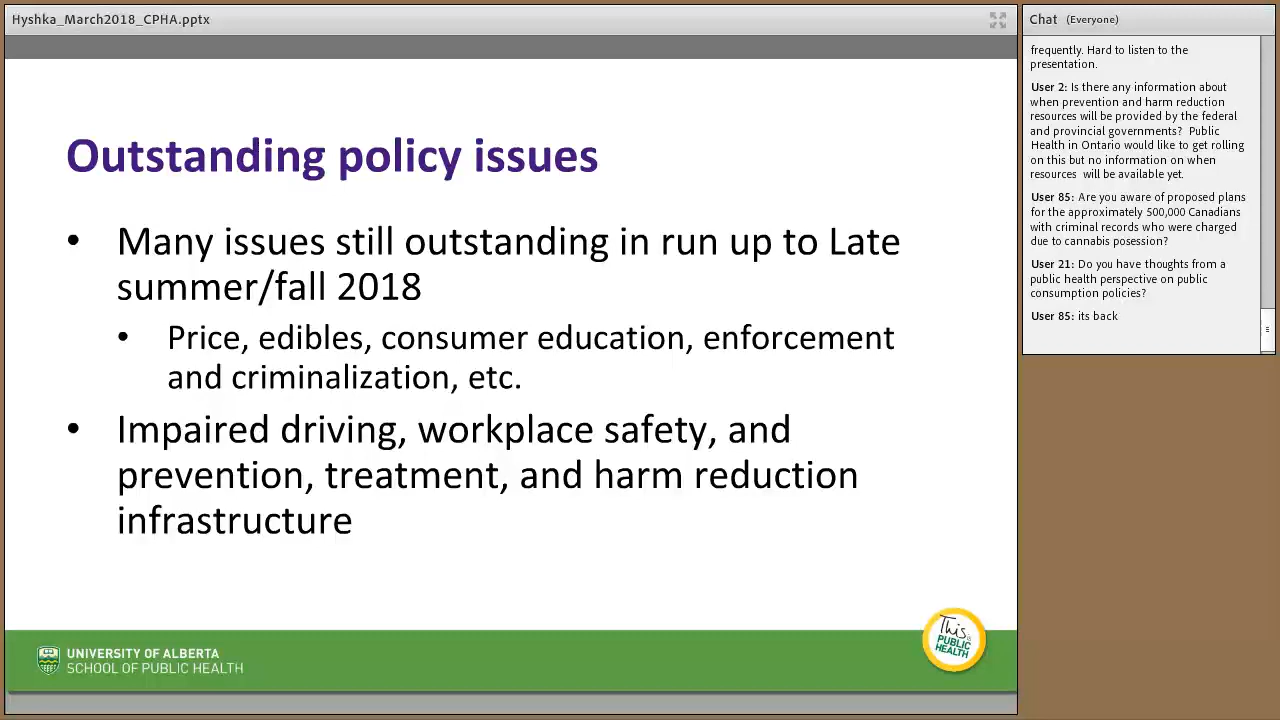 Hyshka_March2018_CPHA.pptx
Outstanding policy issues
• Many issues still outstanding in run up to Late
summer/fall 2018
• Price, edibles, consumer education, enforcement
and criminalization, etc.
• Impaired driving, workplace safety, and
prevention, treatment, and harm reduction
infrastructure
UNIVERSITY OF ALBERTA
SCHOOL OF PUBLIC HEALTH
This
is
PUBLIC
HEALTH
Chat (Everyone)
frequently. Hard to listen to the
presentation.
User 2: Is there any information about
when prevention and harm reduction
resources will be provided by the federal
and provincial governments? Public
Health in Ontario would like to get rolling
on this but no information on when
resources will be available yet.
User 85: Are you aware of proposed plans
for the approximately 500,000 Canadians
with criminal records who were charged
due to cannabis posession?
User 21: Do you have thoughts from a
public health perspective on public
consumption policies?
User 85: its back